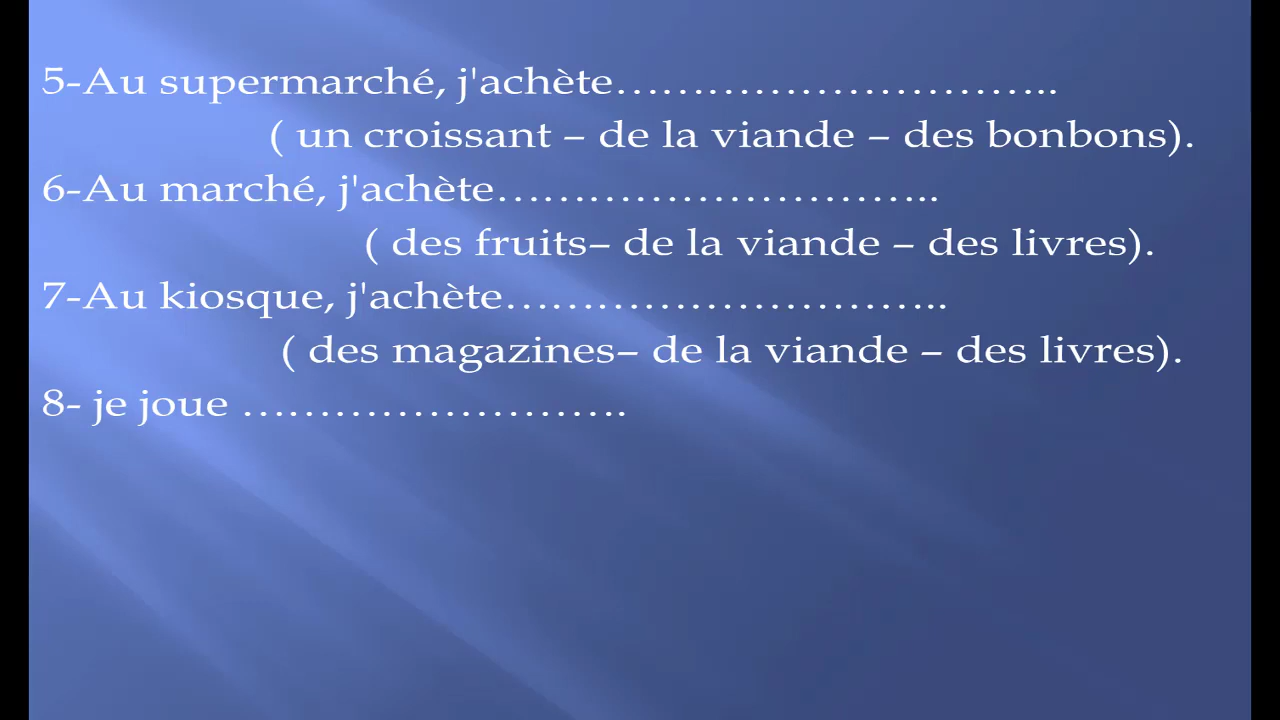 5-Au supermarché, j'achète…………………………..
( un croissant – de la viande – des bonbons).
6-Au marché, j'achète…………………………..
( des fruits– de la viande – des livres).
7-Au kiosque, j'achète…………………………..
( des magazines– de la viande – des livres).
8- je joue …………………….